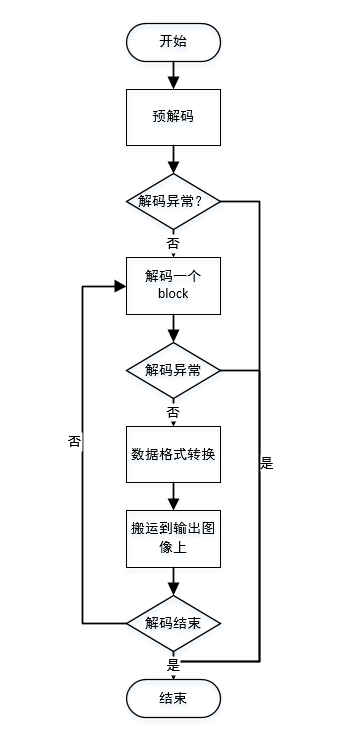 开始
预解码
解码异常？
否
解码一个
block
解码异常
否
否
是
数据格式转换
搬运到输出图
像上
解码结束
是
结束